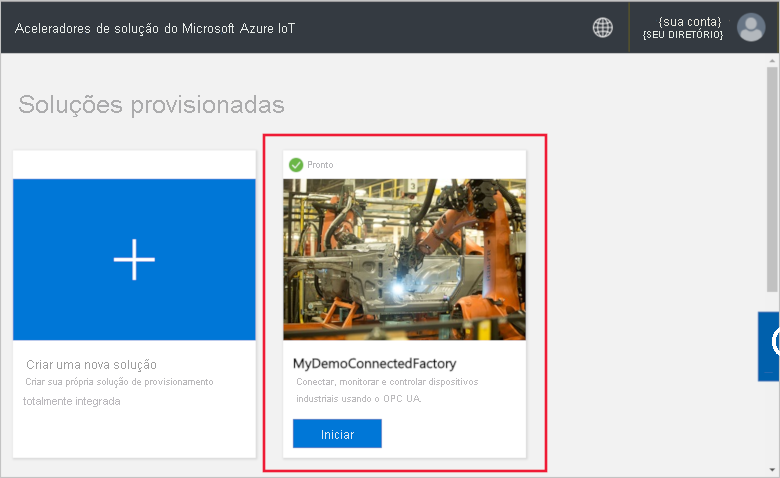 Aceleradores de solução do Microsoft Azure IoT
{sua conta}
{SEU DIRETÓRIO}
Soluções provisionadas
Pronto
Criar uma nova solução
Criar sua própria solução de provisionamento
totalmente integrada
MyDemoConnectedFactory
Conectar, monitorar e controlar dispositivos
industriais usando o OPC UA.
Iniciar